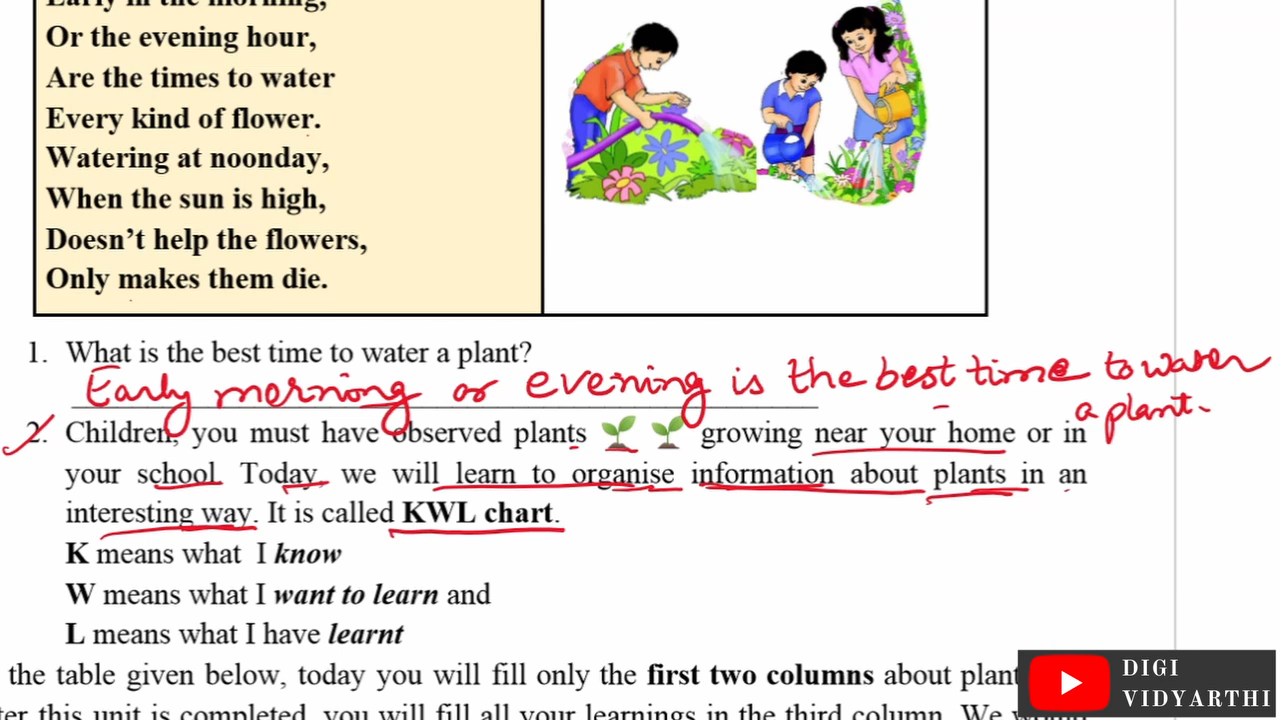 Early in the morning,
Or the evening hour,
Are the times to water
Every kind of flower.
Watering at noonday,
When the sun is high,
Doesn't help the flowers,
Only makes them die.
1. What is the best time to water a plant?
Early morning or evening is the best time to water
a plant.
2. Children, you must have observed plants growing near your home or in
your school. Today, we will learn to organise information about plants in an
interesting way. It is called KWL chart.
K means what I know
W means what I want to learn and
L means what I have learnt
the table given below, today you will fill only the first two columns about plant
this unit is completed, you will fill all your learnings in the third column. We
DIGI
VIDYARTHI